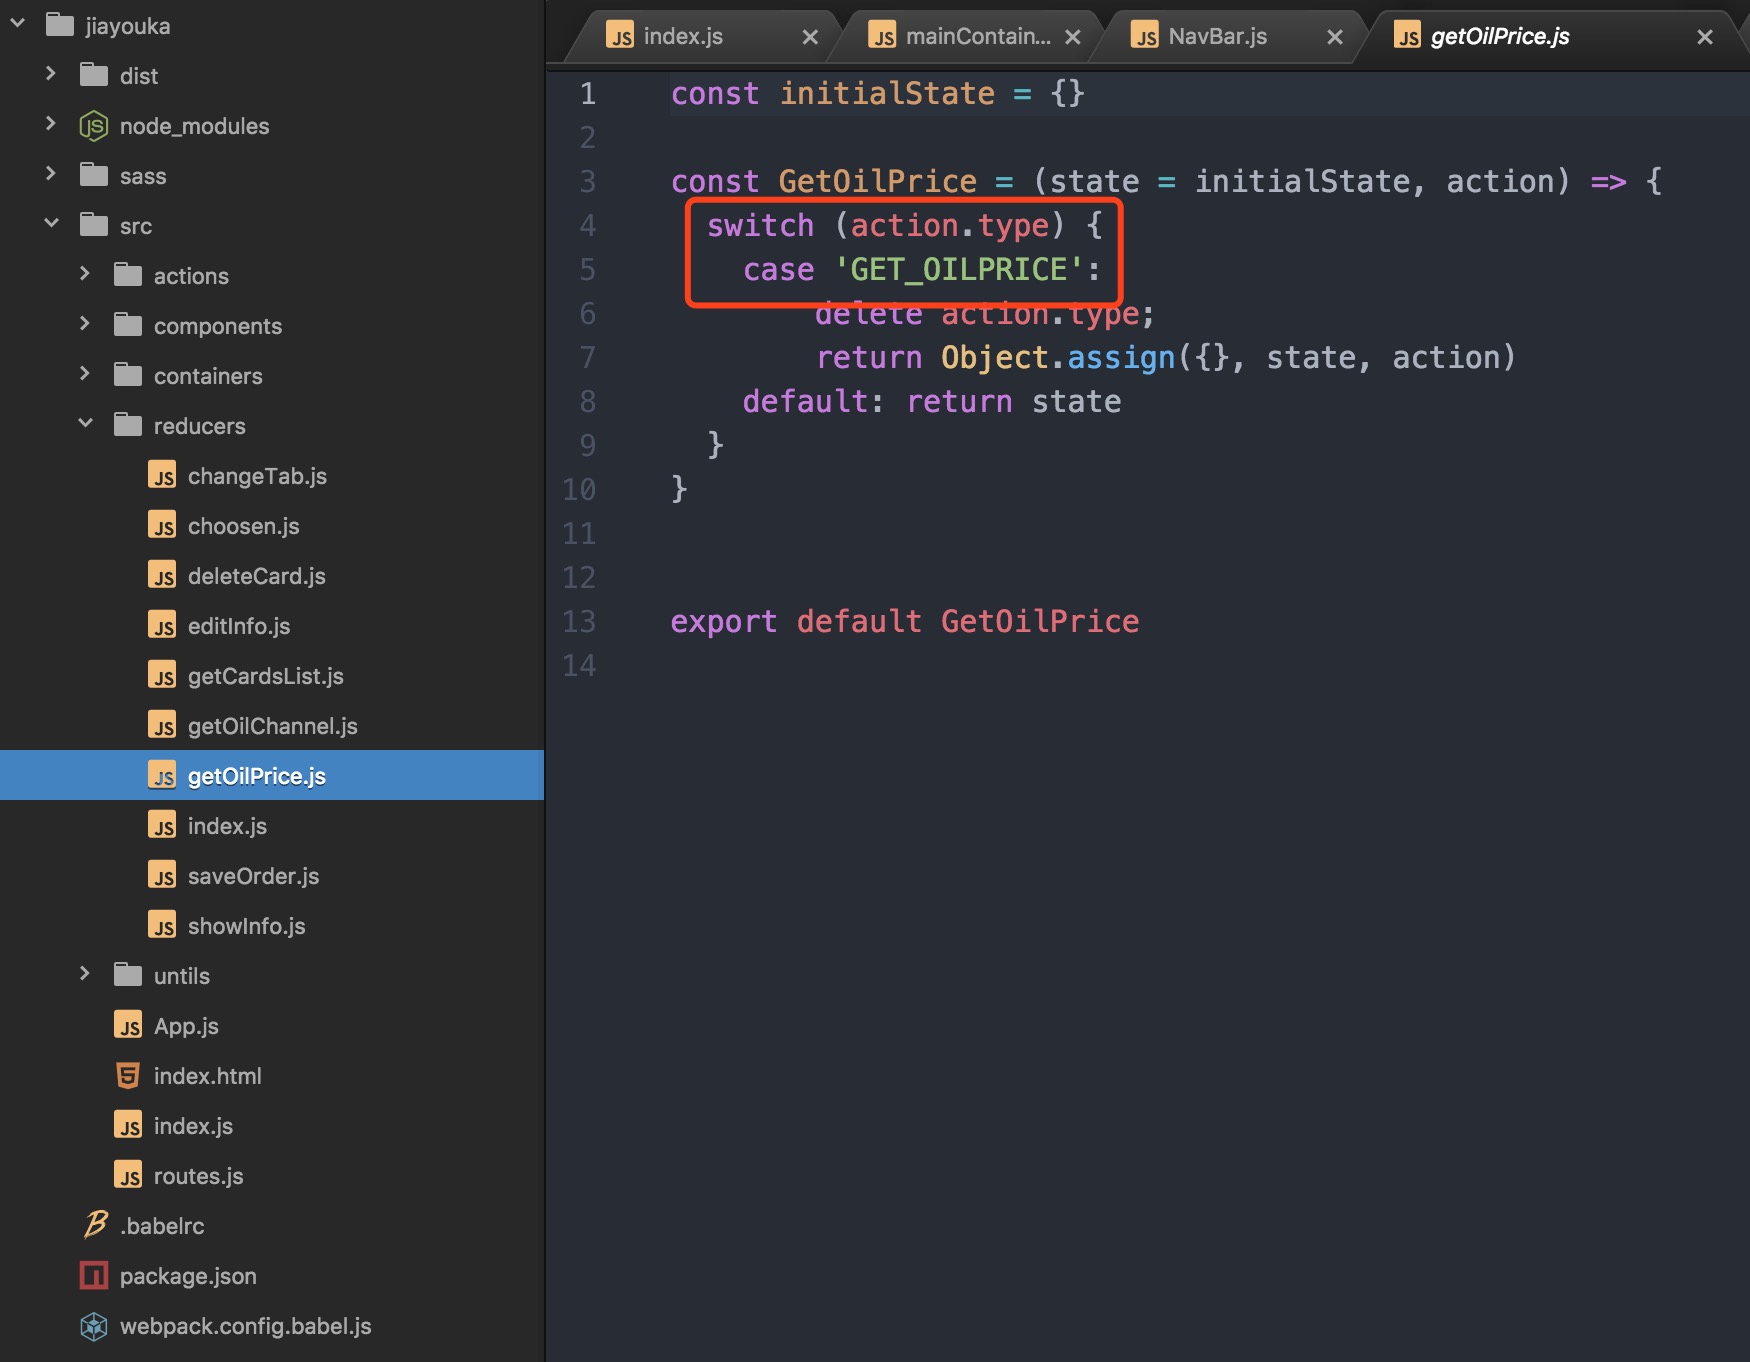 jiayouka
dist
node_modules
sass
src
actions
components
containers
reducers
changeTab.js
choosen.js
deleteCard.js
editInfo.js
getCardsList.js
getOilChannel.js
getOilPrice.js
index.js
saveOrder.js
showInfo.js
untils
App.js
index.html
index.js
routes.js
.babelrc
package.json
webpack.config.babel.js
index.js
mainContain...
NavBar.js
getOilPrice.js
1 const initialState = {}
2
3 const GetOilPrice = (state = initialState, action) => {
4 switch (action.type) {
5 case 'GET_OILPRICE':
6 delete action.type;
7 return Object.assign({}, state, action)
8 default: return state
9 }
10 }
11
12
13 export default GetOilPrice
14